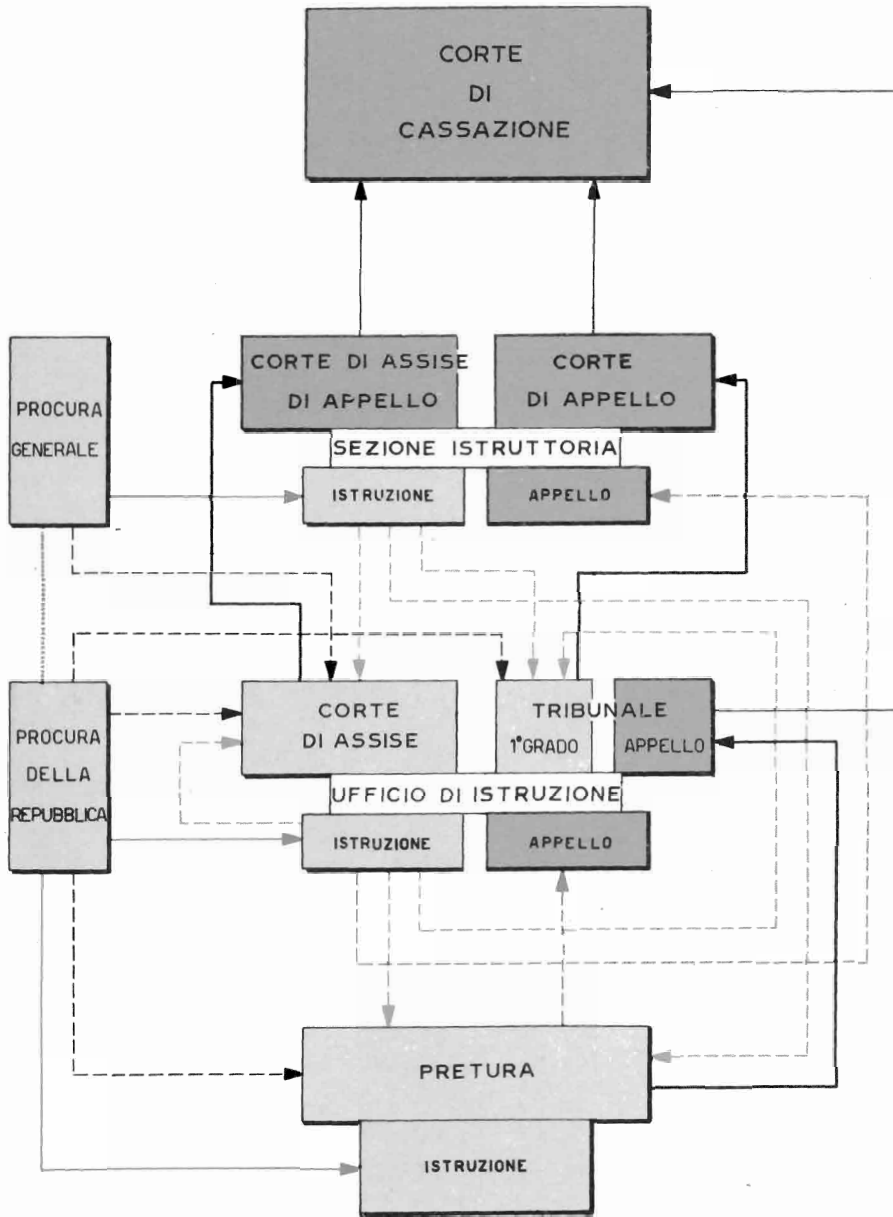 CORTE
DI
CASSAZIONE
PROCURA
GENERALE
CORTE DI ASSISE
DI APPELLO
CORTE
DI APPELLO
SEZIONE ISTRUTTORIA
ISTRUZIONE
APPELLO
PROCURA
DELLA
REPUBBLICA
CORTE
DI ASSISE
TRIBUNALE
1° GRADO
APPELLO
UFFICIO DI ISTRUZIONE
ISTRUZIONE
APPELLO
PRETURA
ISTRUZIONE